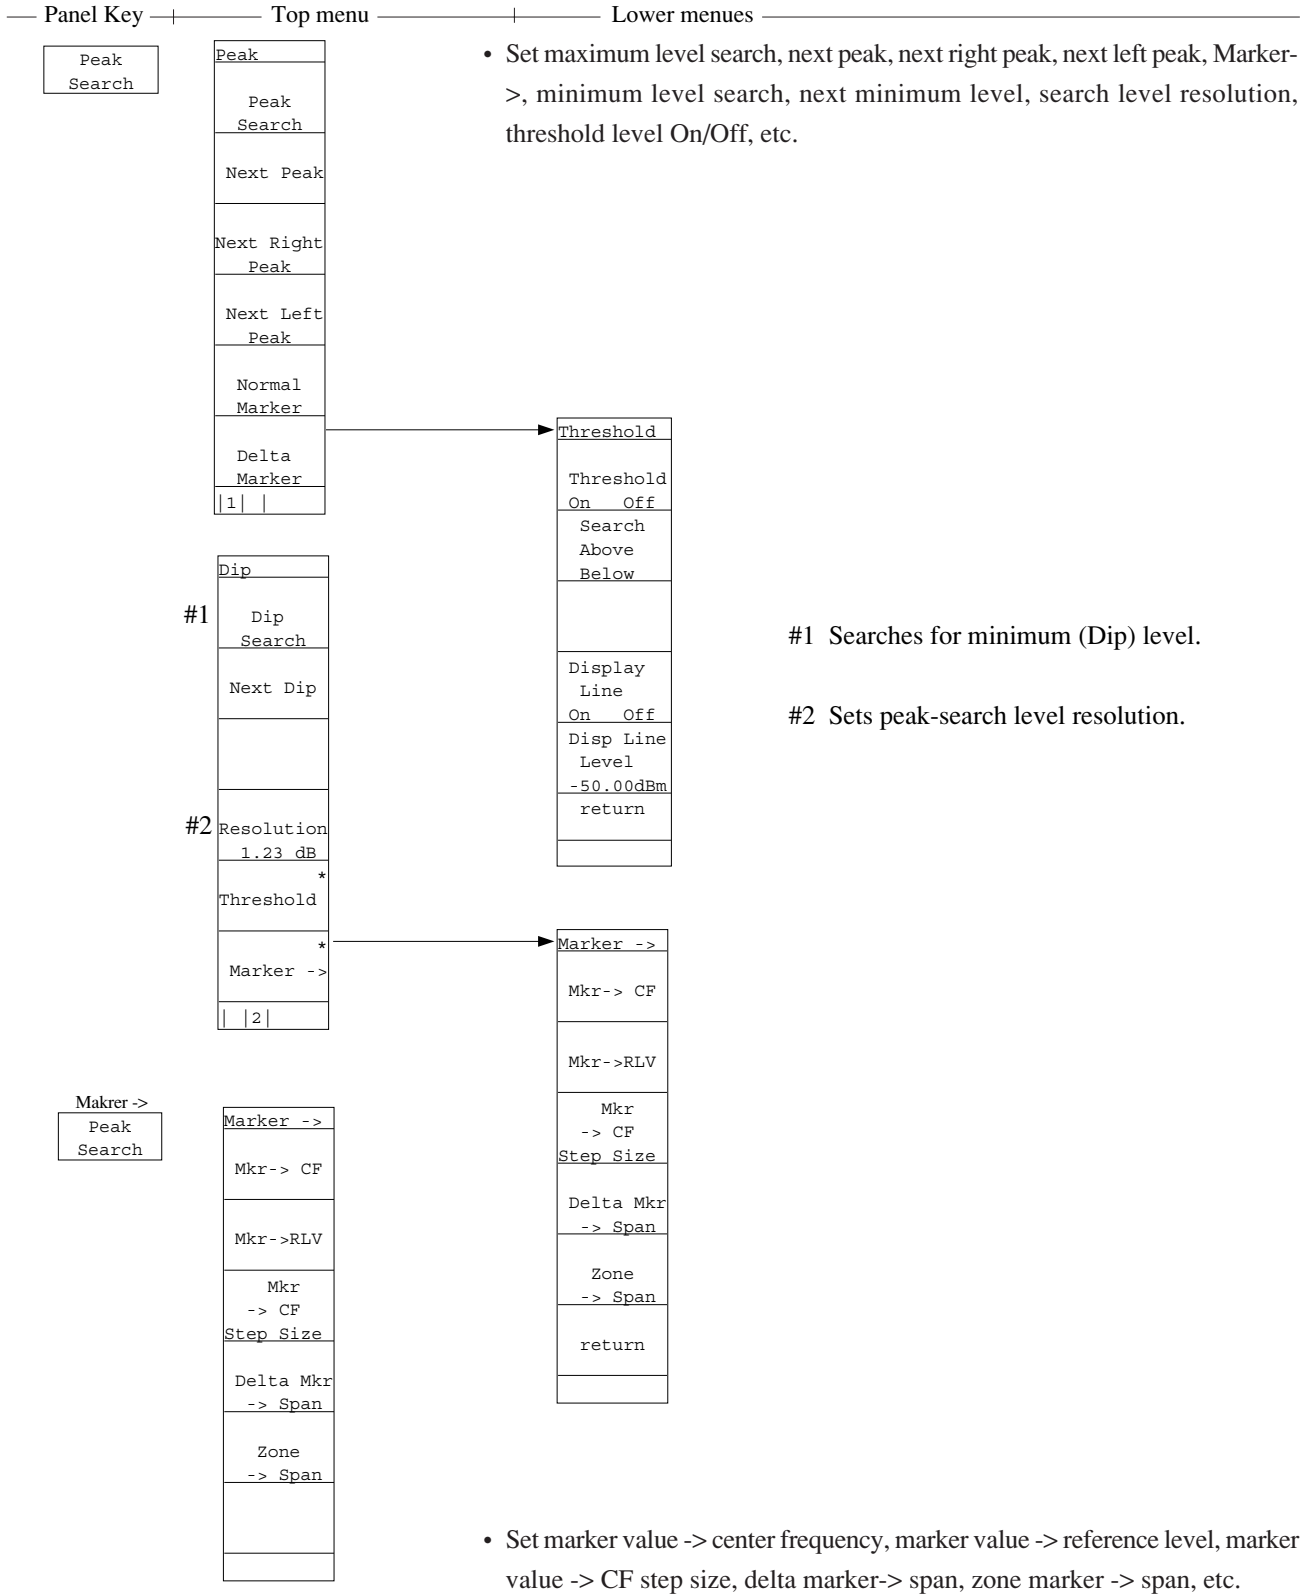 Panel Key Top menu Lower menues
Peak
Search
Peak
Peak
Search
Next Peak
Next Right
Peak
Next Left
Peak
Normal
Marker
Delta
Marker
|1| |
• Set maximum level search, next peak, next right peak, next left peak, Marker-
>, minimum level search, next minimum level, search level resolution,
threshold level On/Off, etc.
Threshold
Threshold
On Off
Search
Above
Below
Display
Line
On Off
Disp Line
Level
-50.00dBm
return
Dip
#1 Dip
Search
Next Dip
#2 Resolution
1.23 dB
*
Threshold
*
Marker ->
| |2|
#1 Searches for minimum (Dip) level.
#2 Sets peak-search level resolution.
Marker ->
Mkr-> CF
Mkr->RLV
Mkr
-> CF
Step Size
Delta Mkr
-> Span
Zone
-> Span
return
Makrer ->
Peak
Search
Marker ->
Mkr-> CF
Mkr->RLV
Mkr
-> CF
Step Size
Delta Mkr
-> Span
Zone
-> Span
• Set marker value -> center frequency, marker value -> reference level, marker
value -> CF step size, delta marker-> span, zone marker -> span, etc.